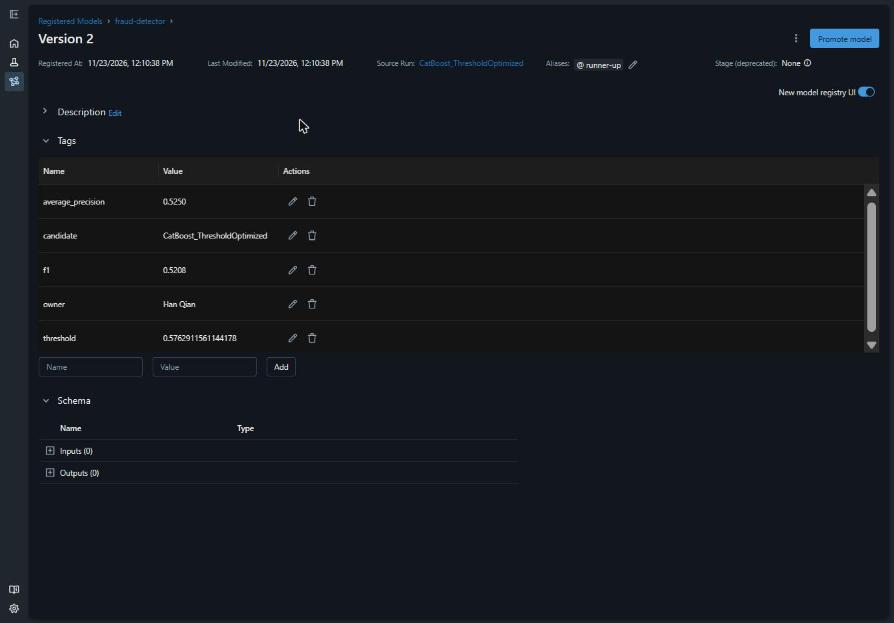 Registered Models › fraud-detector ›
Version 2
Promote model
Registered At: 11/23/2026, 12:10:38 PM Last Modified: 11/23/2026, 12:10:38 PM Source Run: CatBoost_ThresholdOptimized Aliases: @ runner-up Stage (deprecated): None
New model registry UI
Description Edit
Tags
Name Value Actions
average_precision 0.5250
candidate CatBoost_ThresholdOptimized
f1 0.5208
owner Han Qian
threshold 0.5762911561144178
Name Value Add
Schema
Name Type
Inputs (0)
Outputs (0)